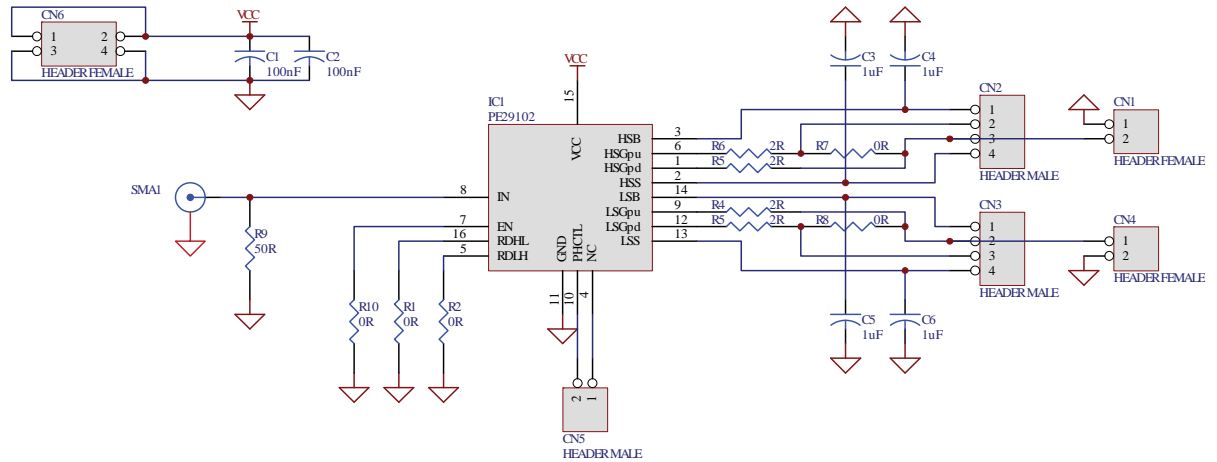 CN6
1 2
3 4
HEADER FEMALE
VCC
C1
100nF
C2
100nF
SMA1
R9
50R
IC1
PE29102
VCC
15
VCC
8 IN
7 EN
16 RDHL
5 RDLH
HSB 3
HSGpu 6
HSGpd 1
HSS 2
LSB 14
LSGpu 9
LSGpd 12
LSS 13
GND
PHCTL
NC
11
10
4
R10
0R
R1
0R
R2
0R
2
1
CN5
HEADER MALE
R6 2R
R7 0R
R5 2R
R4 2R
R5 2R
R8 0R
C3
1uF
C4
1uF
C5
1uF
C6
1uF
CN2
1
2
3
4
HEADER MALE
CN1
1
2
HEADER FEMALE
CN3
1
2
3
4
HEADER MALE
CN4
1
2
HEADER FEMALE